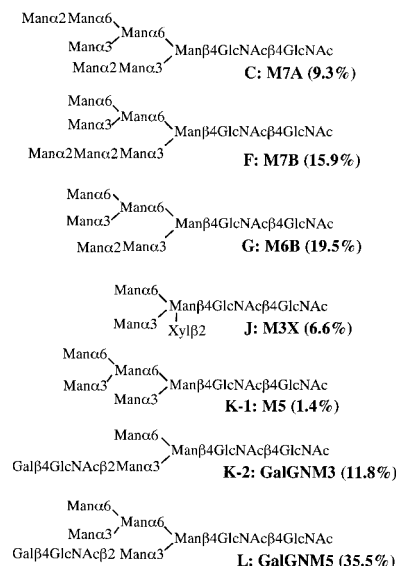 Manα2Manα6
Manα6
Manα3
Manβ4GlcNAcβ4GlcNAc
Manα2Manα3
C: M7A (9.3%)
Manα6
Manα6
Manα3
Manβ4GlcNAcβ4GlcNAc
Manα2Manα2Manα3
F: M7B (15.9%)
Manα6
Manα6
Manα3
Manβ4GlcNAcβ4GlcNAc
Manα2Manα3
G: M6B (19.5%)
Manα6
Manβ4GlcNAcβ4GlcNAc
Manα3
Xylβ2
J: M3X (6.6%)
Manα6
Manα6
Manα3
Manβ4GlcNAcβ4GlcNAc
Manα3
K-1: M5 (1.4%)
Manα6
Manβ4GlcNAcβ4GlcNAc
Galβ4GlcNAcβ2Manα3
K-2: GalGNM3 (11.8%)
Manα6
Manα6
Manα3
Manβ4GlcNAcβ4GlcNAc
Galβ4GlcNAcβ2 Manα3
L: GalGNM5 (35.5%)